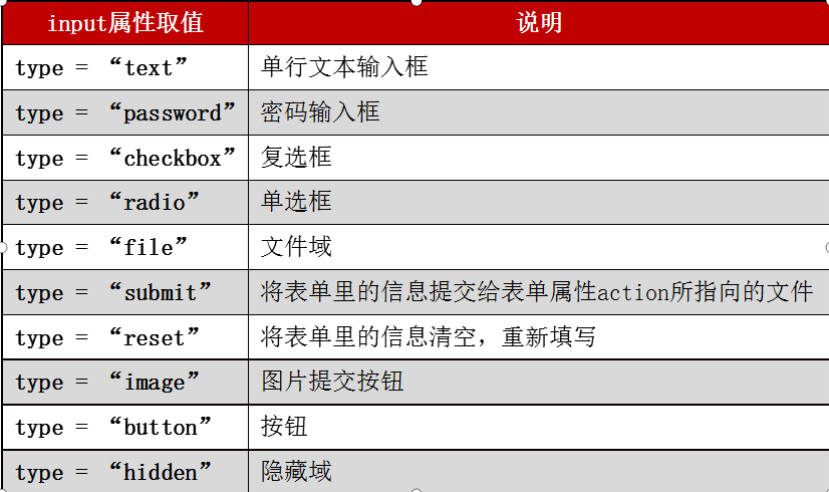 input属性取值 说明
type = “text” 单行文本输入框
type = “password” 密码输入框
type = “checkbox” 复选框
type = “radio” 单选框
type = “file” 文件域
type = “submit” 将表单里的信息提交给表单属性action所指向的文件
type = “reset” 将表单里的信息清空，重新填写
type = “image” 图片提交按钮
type = “button” 按钮
type = “hidden” 隐藏域